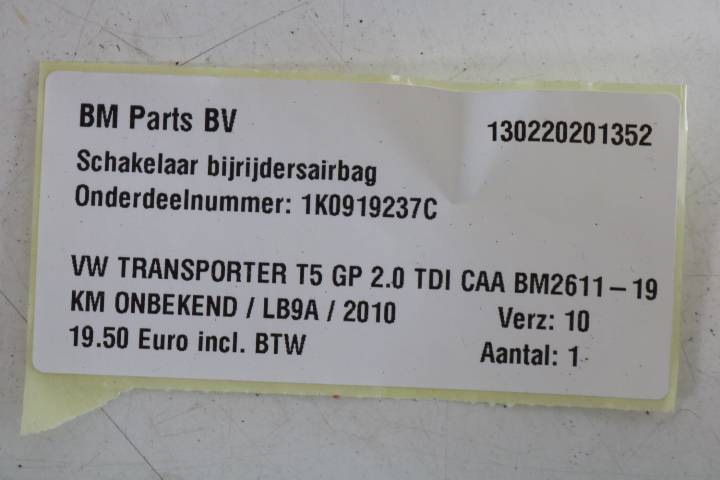 BM Parts BV 130220201352
Schakelaar bijrijdersairbag
Onderdeelnummer: 1K0919237C
VW TRANSPORTER T5 GP 2.0 TDI CAA BM2611-19
KM ONBEKEND / LB9A / 2010 Verz: 10
19.50 Euro incl. BTW Aantal: 1